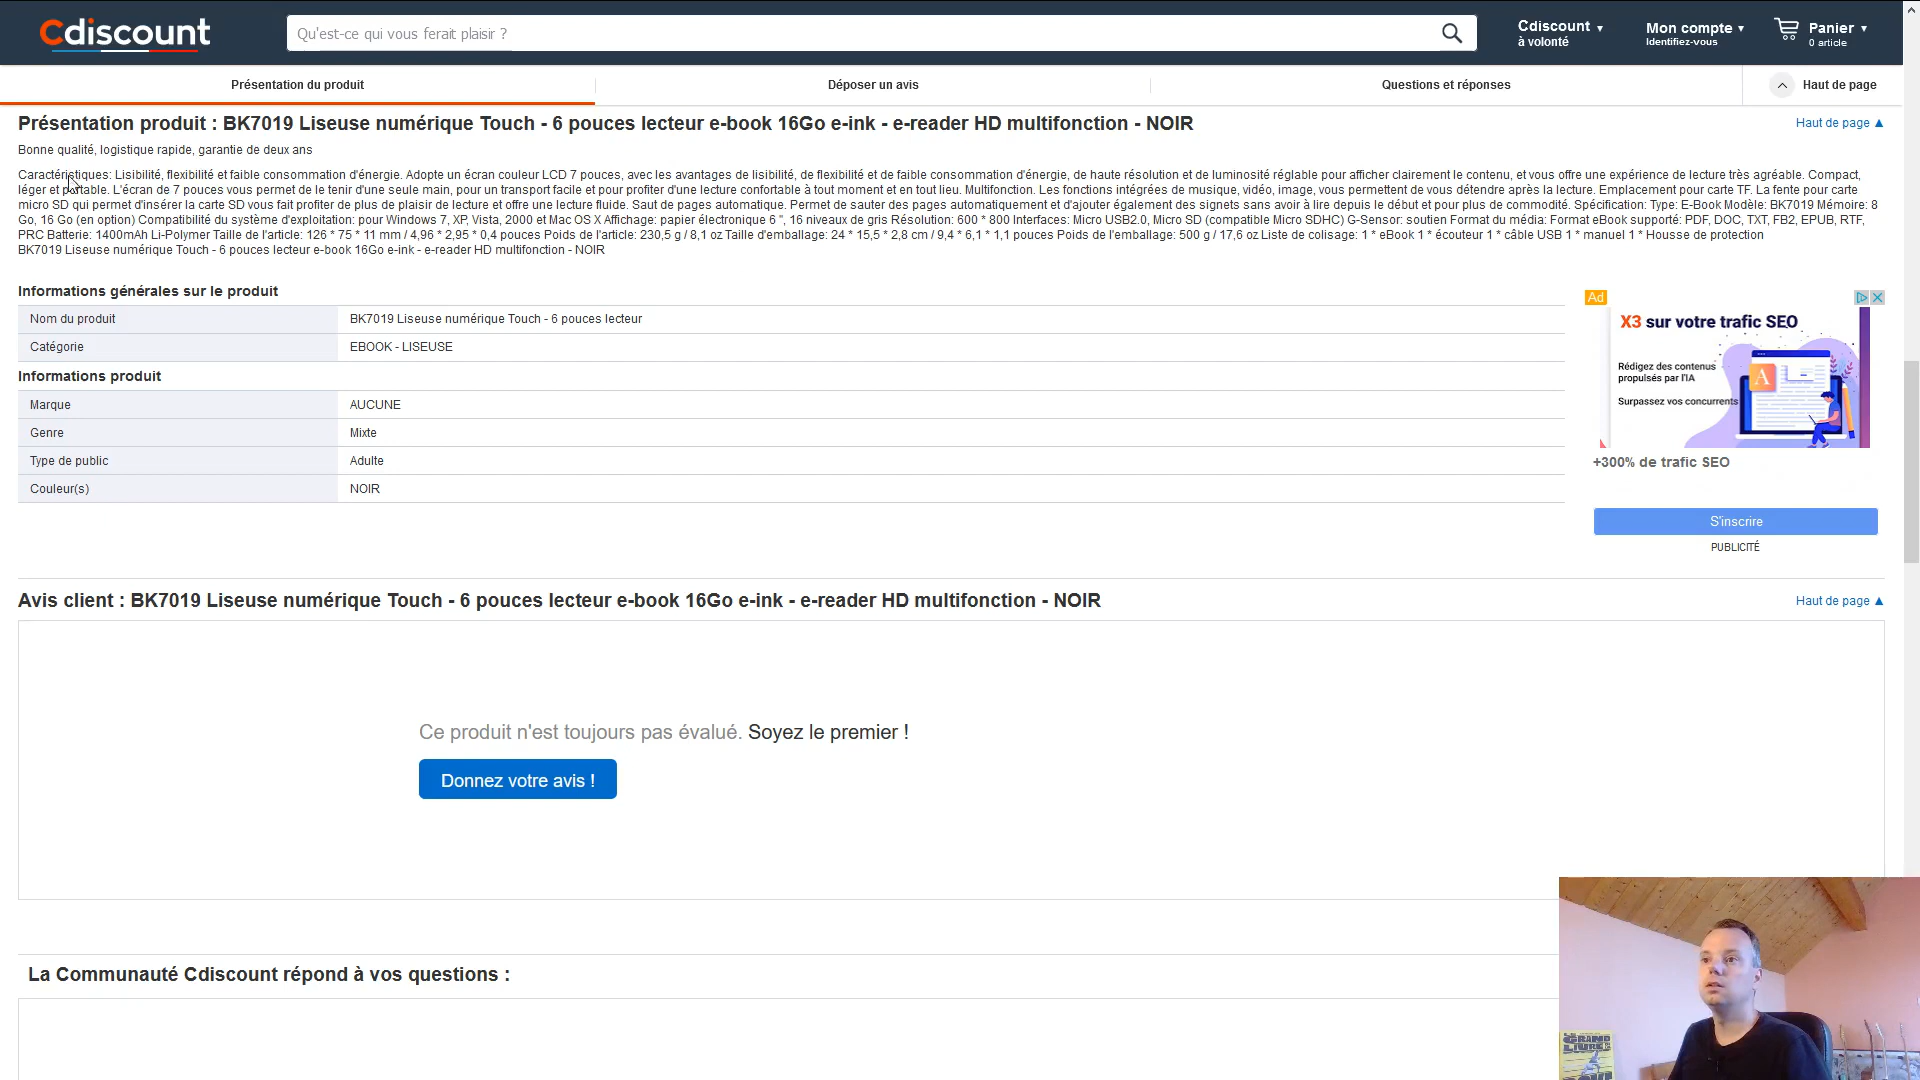 Cdiscount
Qu'est-ce qui vous ferait plaisir ?
Cdiscount ▼
à volonté
Mon compte ▼
Identifiez-vous
Panier ▼
0 article
Présentation du produit
Déposer un avis
Questions et réponses
Haut de page
Présentation produit : BK7019 Liseuse numérique Touch - 6 pouces lecteur e-book 16Go e-ink - e-reader HD multifonction - NOIR
Haut de page ▲
Bonne qualité, logistique rapide, garantie de deux ans
Caractéristiques: Lisibilité, flexibilité et faible consommation d'énergie. Adopte un écran couleur LCD 7 pouces, avec les avantages de lisibilité, de flexibilité et de faible consommation d'énergie, de haute résolution et de luminosité réglable pour afficher clairement le contenu, et vous offre une expérience de lecture très agréable. Compact,
léger et portable. L'écran de 7 pouces vous permet de le tenir d'une seule main, pour un transport facile et pour profiter d'une lecture confortable à tout moment et en tout lieu. Multifonction. Les fonctions intégrées de musique, vidéo, image, vous permettent de vous détendre après la lecture. Emplacement pour carte TF. La fente pour carte
micro SD qui permet d'insérer la carte SD vous fait profiter de plus de plaisir de lecture et offre une lecture fluide. Saut de pages automatique. Permet de sauter des pages automatiquement et d'ajouter également des signets sans avoir à lire depuis le début et pour plus de commodité. Spécification: Type: E-Book Modèle: BK7019 Mémoire: 8
Go, 16 Go (en option) Compatibilité du système d'exploitation: pour Windows 7, XP, Vista, 2000 et Mac OS X Affichage: papier électronique 6 ", 16 niveaux de gris Résolution: 600 * 800 Interfaces: Micro USB2.0, Micro SD (compatible Micro SDHC) G-Sensor: soutien Format du média: Format eBook supporté: PDF, DOC, TXT, FB2, EPUB, RTF,
PRC Batterie: 1400mAh Li-Polymer Taille de l'article: 126 * 75 * 11 mm / 4,96 * 2,95 * 0,4 pouces Poids de l'article: 230,5 g / 8,1 oz Taille d'emballage: 24 * 15,5 * 2,8 cm / 9,4 * 6,1 * 1,1 pouces Poids de l'emballage: 500 g / 17,6 oz Liste de colisage: 1 * eBook 1 * écouteur 1 * câble USB 1 * manuel 1 * Housse de protection
BK7019 Liseuse numérique Touch - 6 pouces lecteur e-book 16Go e-ink - e-reader HD multifonction - NOIR
Informations générales sur le produit
Nom du produit
BK7019 Liseuse numérique Touch - 6 pouces lecteur
Catégorie
EBOOK - LISEUSE
Informations produit
Marque
AUCUNE
Genre
Mixte
Type de public
Adulte
Couleur(s)
NOIR
Ad
X3 sur votre trafic SEO
Rédigez des contenus
propulsés par l'IA
Surpassez vos concurrents
A
+300% de trafic SEO
S'inscrire
PUBLICITÉ
Avis client : BK7019 Liseuse numérique Touch - 6 pouces lecteur e-book 16Go e-ink - e-reader HD multifonction - NOIR
Haut de page ▲
Ce produit n'est toujours pas évalué. Soyez le premier !
Donnez votre avis !
La Communauté Cdiscount répond à vos questions :
GRAND
LIVRE